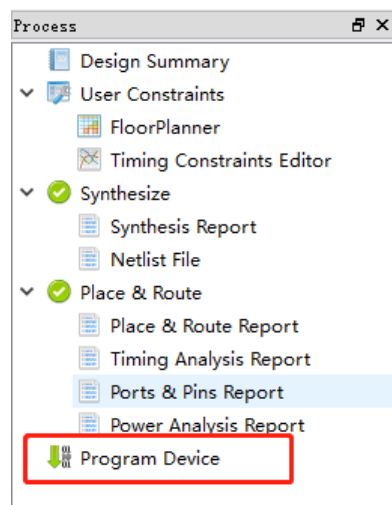 Process
Design Summary
User Constraints
FloorPlanner
Timing Constraints Editor
Synthesize
Synthesis Report
Netlist File
Place & Route
Place & Route Report
Timing Analysis Report
Ports & Pins Report
Power Analysis Report
Program Device